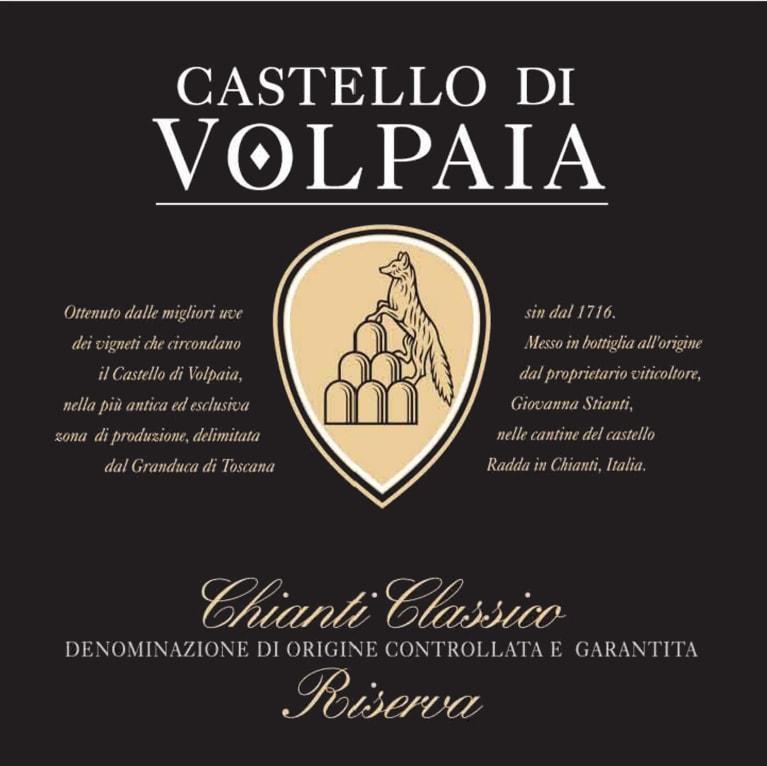 CASTELLO DI
VOLPAIA
Ottenuto dalle migliori uve
dei vigneti che circondano
il Castello di Volpaia,
nella più antica ed esclusiva
zona di produzione, delimitata
dal Granduca di Toscana
sin dal 1716.
Messo in bottiglia all'origine
dal proprietario viticoltore,
Giovanna Stianti,
nelle cantine del castello
Radda in Chianti, Italia.
Chianti Classico
DENOMINAZIONE DI ORIGINE CONTROLLATA E GARANTITA
Riserva